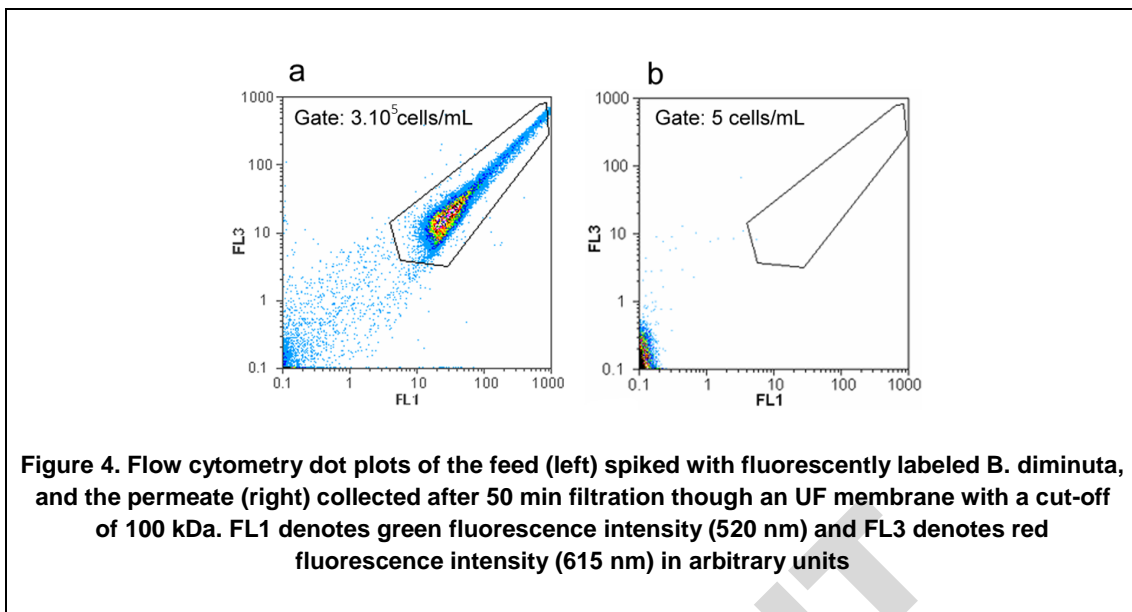 a
b
1000
100
10
1
0.1
FL3
Gate: 3.10⁵cells/mL
0.1 1 10 100 1000
FL1
1000
100
10
1
0.1
FL3
Gate: 5 cells/mL
0.1 1 10 100 1000
FL1
Figure 4. Flow cytometry dot plots of the feed (left) spiked with fluorescently labeled B. diminuta,
and the permeate (right) collected after 50 min filtration though an UF membrane with a cut-off
of 100 kDa. FL1 denotes green fluorescence intensity (520 nm) and FL3 denotes red
fluorescence intensity (615 nm) in arbitrary units